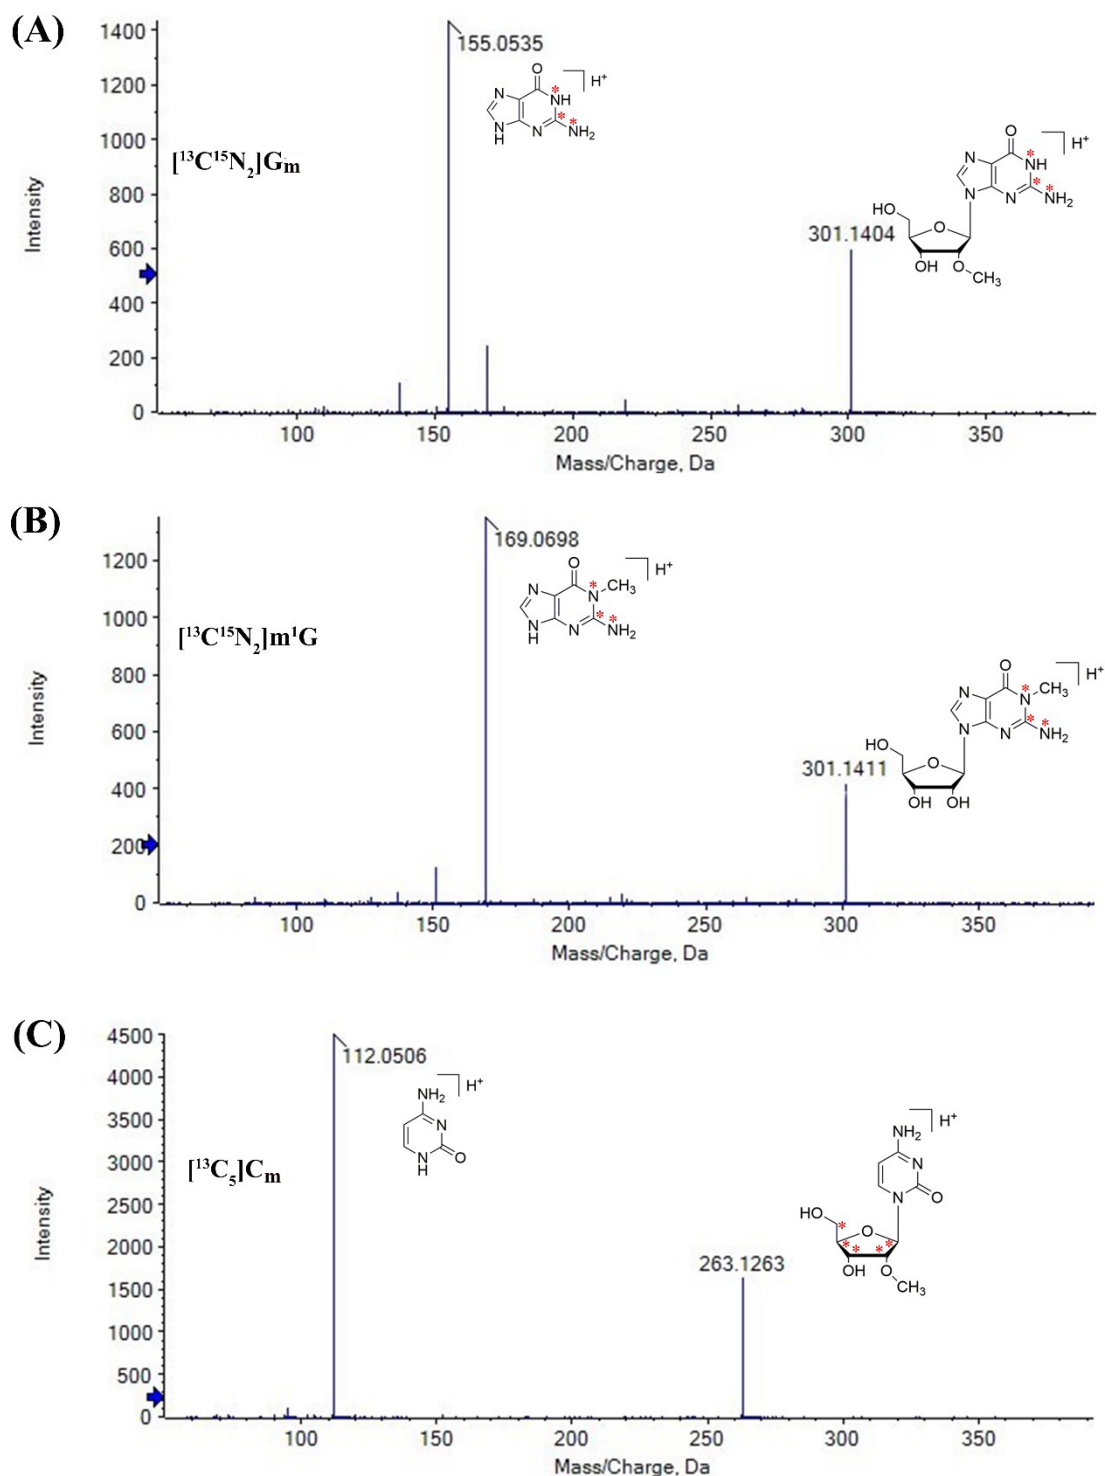 (A)
1400
1200
1000
800
600
400
200
0
Intensity
[¹³C¹⁵N₂]Gm
155.0535
O
N
*
NH
*
*
N
H
N
NH₂
H⁺
301.1404
O
N
*
NH
*
*
N
N
NH₂
H⁺
HO
O
OH
O
CH₃
100
150
200
250
300
350
Mass/Charge, Da
(B)
1200
1000
800
600
400
200
0
Intensity
[¹³C¹⁵N₂]m¹G
169.0698
O
N
*
N
CH₃
*
*
N
H
N
NH₂
H⁺
301.1411
O
N
*
N
CH₃
*
*
N
N
NH₂
H⁺
HO
O
OH
OH
100
150
200
250
300
350
Mass/Charge, Da
(C)
4500
4000
3500
3000
2500
2000
1500
1000
500
0
Intensity
[¹³C₅]Cm
112.0506
NH₂
N
N
H
O
H⁺
263.1263
NH₂
N
N
O
H⁺
HO
*
O
*
*
*
*
OH
O
CH₃
100
150
200
250
300
350
Mass/Charge, Da